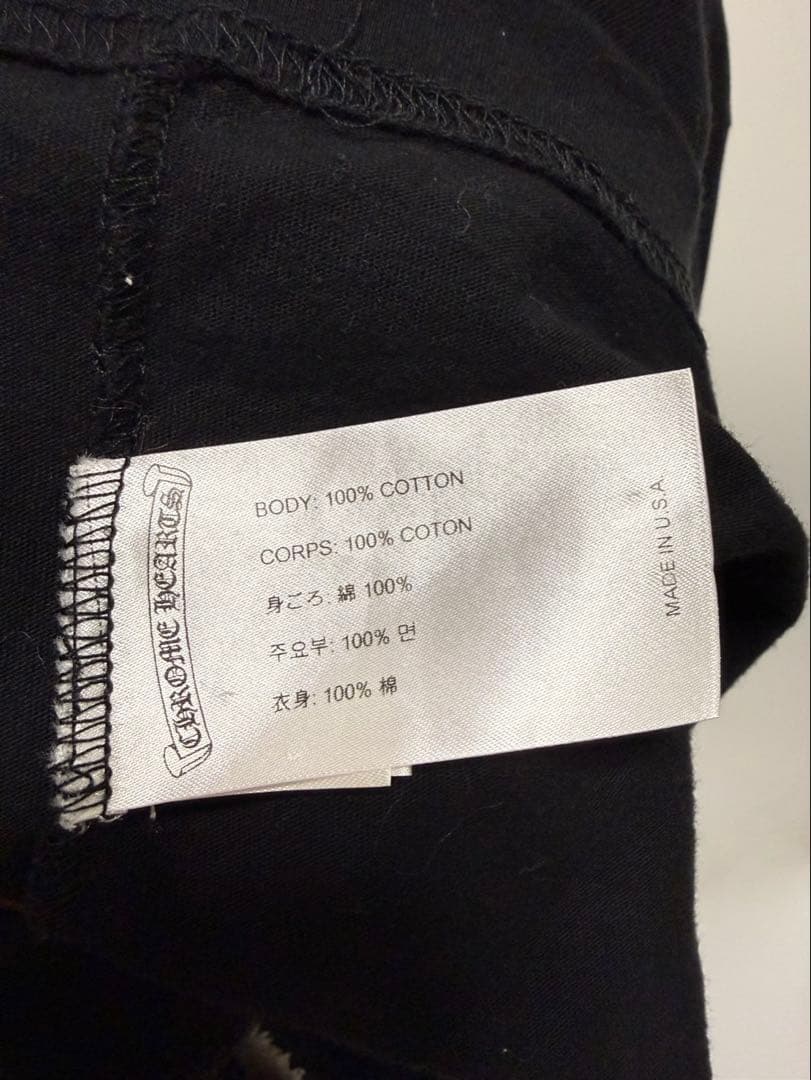 CHROME HEARTS
BODY: 100% COTTON
CORPS: 100% COTON
身ごろ: 綿 100%
주요부: 100% 면
衣身: 100% 棉
MADE IN U.S.A